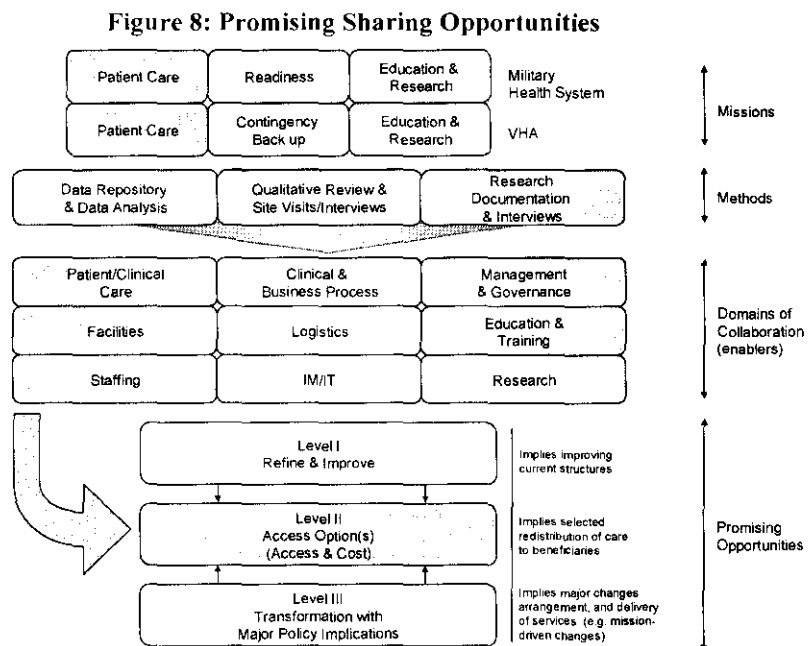 Figure 8: Promising Sharing Opportunities
Patient Care
Readiness
Education &
Research
Military
Health System
Patient Care
Contingency
Back up
Education &
Research
VHA
Missions
Data Repository
& Data Analysis
Qualitative Review &
Site Visits/Interviews
Research
Documentation
& Interviews
Methods
Patient/Clinical
Care
Clinical &
Business Process
Management
& Governance
Facilities
Logistics
Education &
Training
Staffing
IM/IT
Research
Domains of
Collaboration
(enablers)
Level I
Refine & Improve
Implies improving
current structures
Level II
Access Option(s)
(Access & Cost)
Implies selected
redistribution of care
to beneficiaries
Level III
Transformation with
Major Policy Implications
Implies major changes
arrangement, and delivery
of services (e.g. mission-
driven changes)
Promising
Opportunities